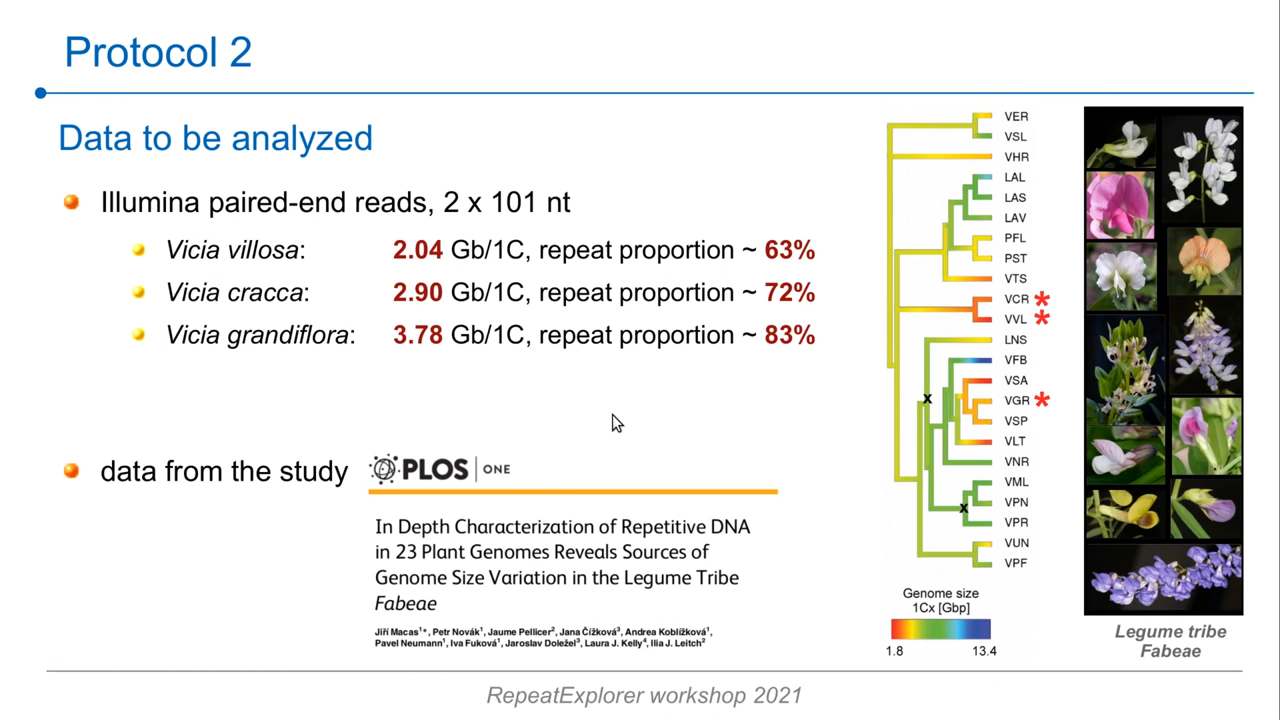 Protocol 2
Data to be analyzed
Illumina paired-end reads, 2 x 101 nt
Vicia villosa: 2.04 Gb/1C, repeat proportion ~ 63%
Vicia cracca: 2.90 Gb/1C, repeat proportion ~ 72%
Vicia grandiflora: 3.78 Gb/1C, repeat proportion ~ 83%
data from the study
PLOS ONE
In Depth Characterization of Repetitive DNA
in 23 Plant Genomes Reveals Sources of
Genome Size Variation in the Legume Tribe
Fabeae
Jiří Macas1*, Petr Novák1, Jaume Pellicer2, Jana Čížková3, Andrea Koblížková1,
Pavel Neumann1, Iva Fuková1, Jaroslav Doležel3, Laura J. Kelly4, Ilia J. Leitch2
VER
VSL
VHR
LAL
LAS
LAV
PFL
PST
VTS
VCR *
VVL *
LNS
VFB
VSA
x
VGR *
VSP
VLT
VNR
VML
VPN
x
VPR
VUN
VPF
Genome size
1Cx [Gbp]
1.8 13.4
Legume tribe
Fabeae
RepeatExplorer workshop 2021